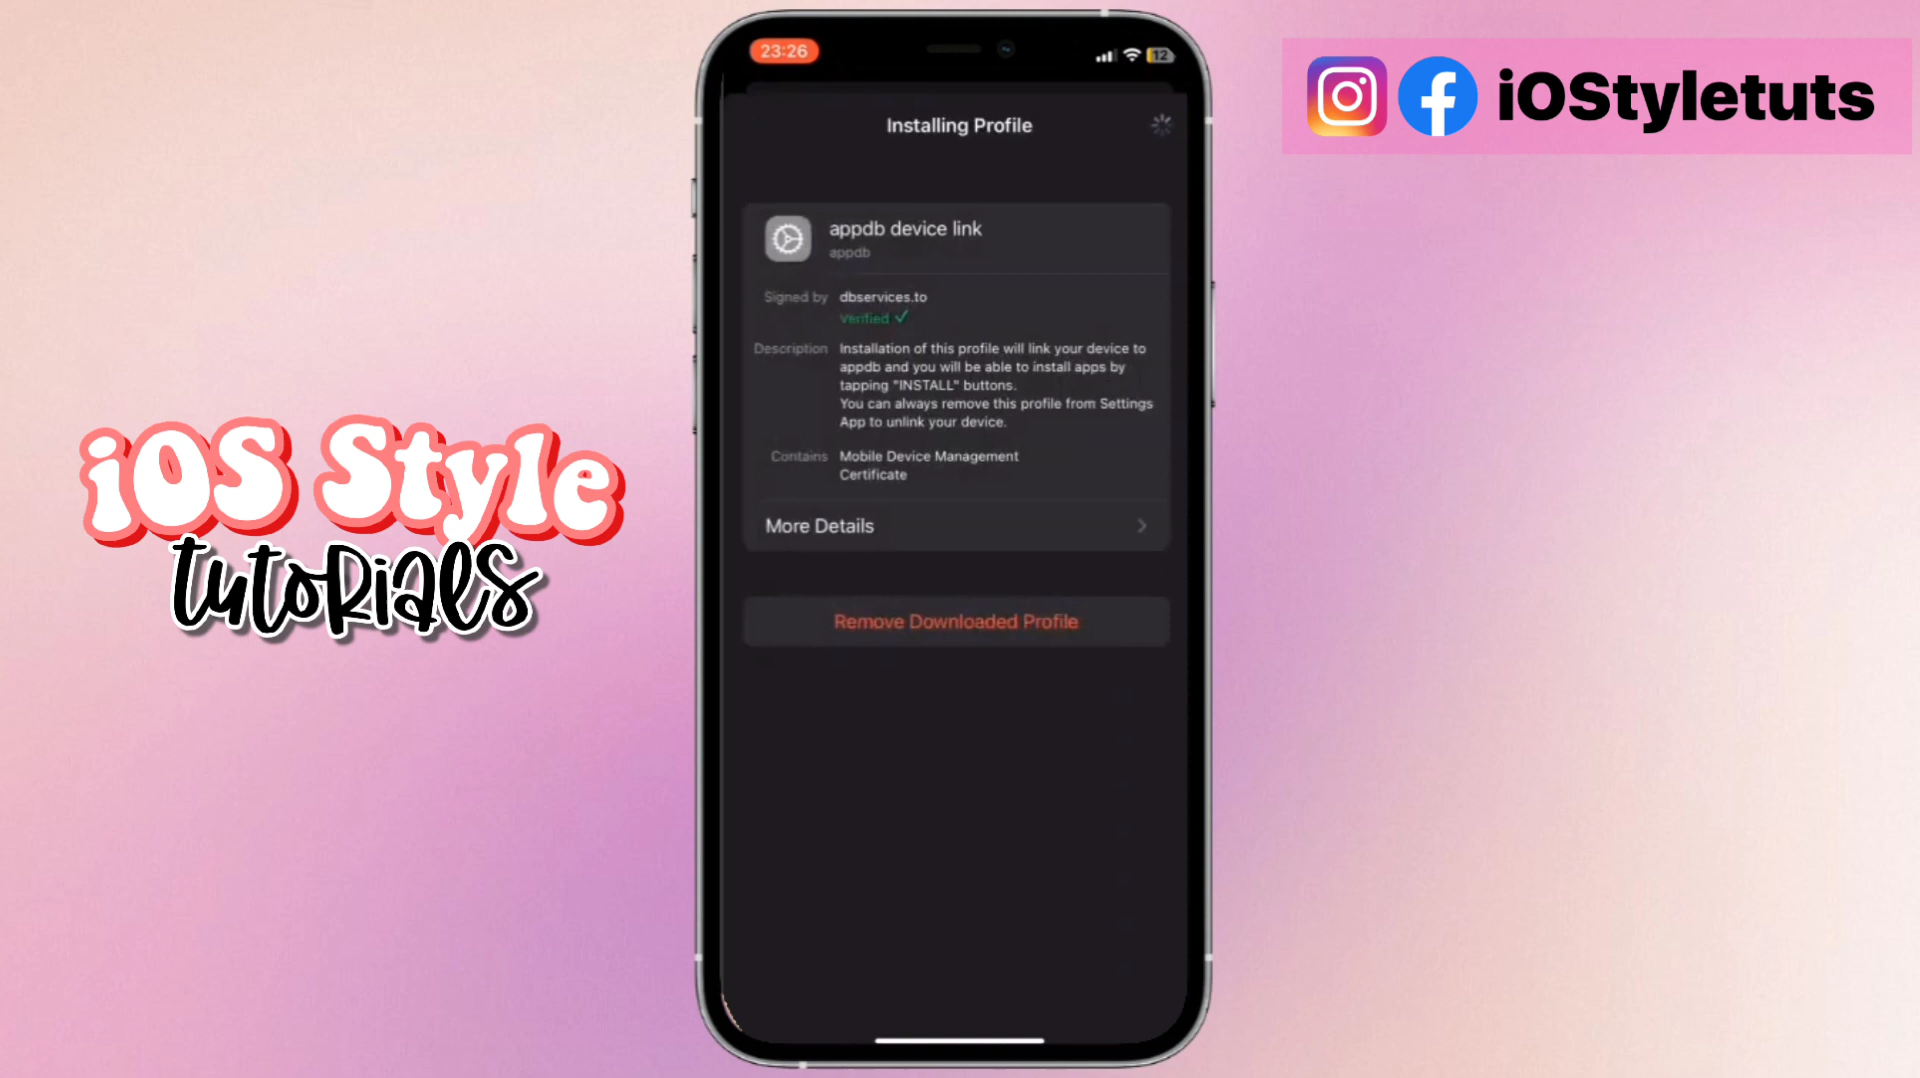 23:26
12
Installing Profile
appdb device link
appdb
Signed by dbservices.to
Verified ✓
Description Installation of this profile will link your device to
appdb and you will be able to install apps by
tapping "INSTALL" buttons.
You can always remove this profile from Settings
App to unlink your device.
Contains Mobile Device Management
Certificate
More Details
Remove Downloaded Profile
iOS Style
tutorials
iOStyletuts